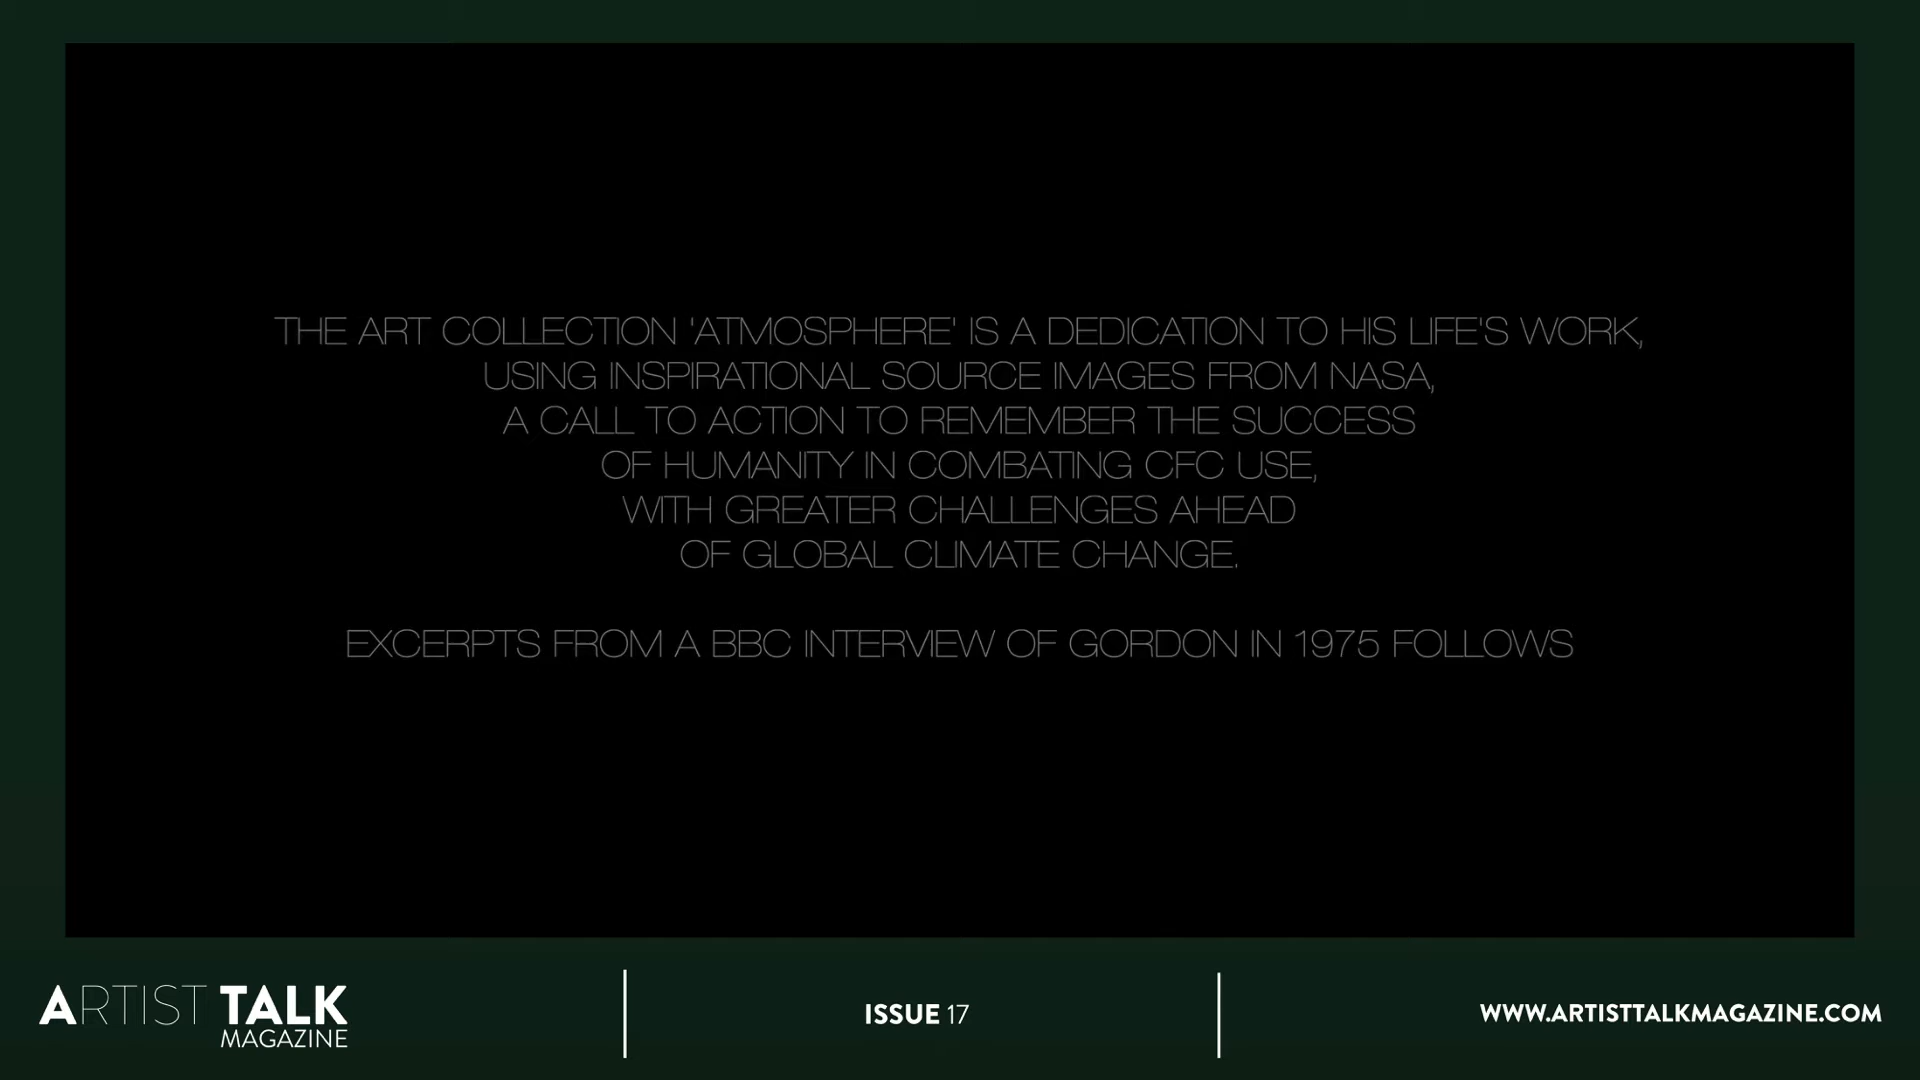 THE ART COLLECTION 'ATMOSPHERE' IS A DEDICATION TO HIS LIFE'S WORK,
USING INSPIRATIONAL SOURCE IMAGES FROM NASA,
A CALL TO ACTION TO REMEMBER THE SUCCESS
OF HUMANITY IN COMBATING CFC USE,
WITH GREATER CHALLENGES AHEAD
OF GLOBAL CLIMATE CHANGE.
EXCERPTS FROM A BBC INTERVIEW OF GORDON IN 1975 FOLLOWS
ARTIST TALK
MAGAZINE
ISSUE 17
WWW.ARTISTTALKMAGAZINE.COM